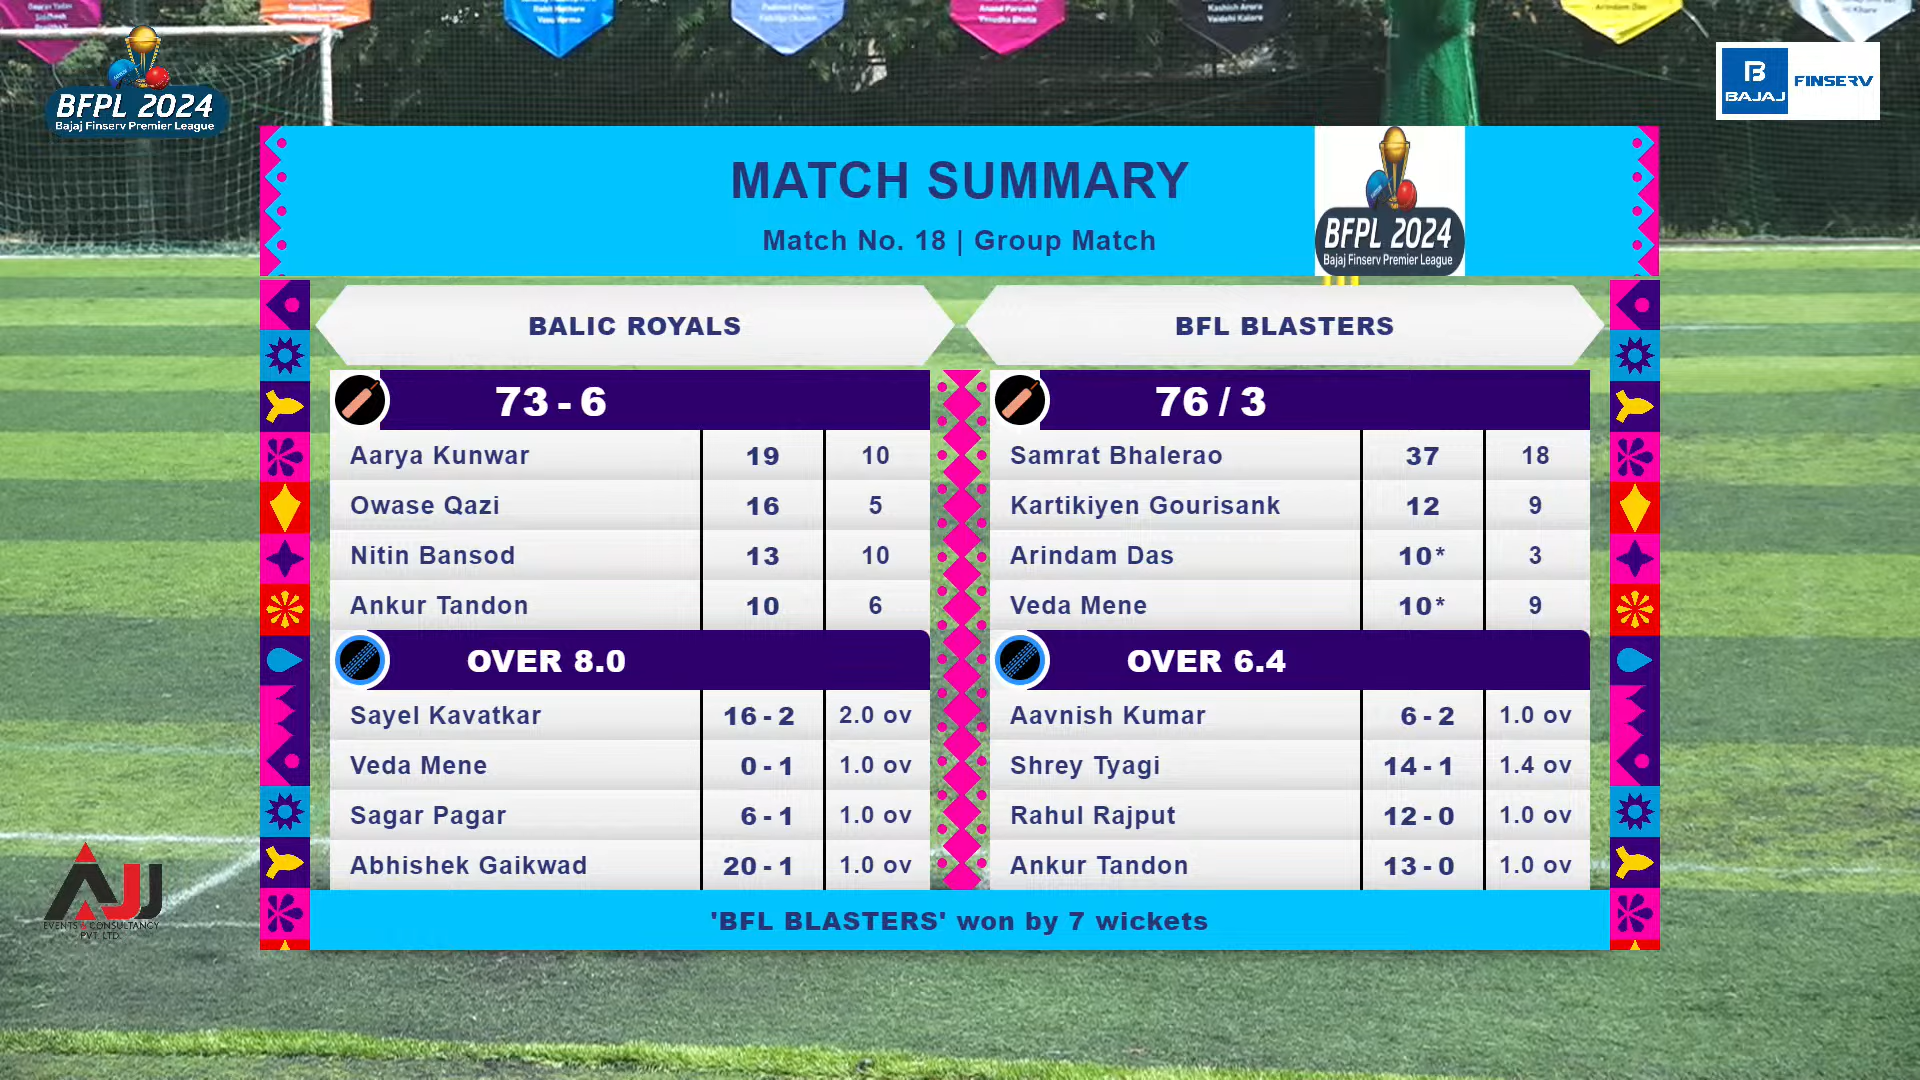 Kashish Arora
Vaidehi Kalore
Arindam Das
BFPL 2024
Bajaj Finserv Premier League
BAJAJ
FINSERV
MATCH SUMMARY
Match No. 18 | Group Match
BFPL 2024
Bajaj Finserv Premier League
BALIC ROYALS
73 - 6
Aarya Kunwar 19 10
Owase Qazi 16 5
Nitin Bansod 13 10
Ankur Tandon 10 6
OVER 8.0
Sayel Kavatkar 16 - 2 2.0 ov
Veda Mene 0 - 1 1.0 ov
Sagar Pagar 6 - 1 1.0 ov
Abhishek Gaikwad 20 - 1 1.0 ov
BFL BLASTERS
76 / 3
Samrat Bhalerao 37 18
Kartikiyen Gourisank 12 9
Arindam Das 10* 3
Veda Mene 10* 9
OVER 6.4
Aavnish Kumar 6 - 2 1.0 ov
Shrey Tyagi 14 - 1 1.4 ov
Rahul Rajput 12 - 0 1.0 ov
Ankur Tandon 13 - 0 1.0 ov
'BFL BLASTERS' won by 7 wickets
AJJ
EVENTS CONSULTANCY
PVT. LTD.